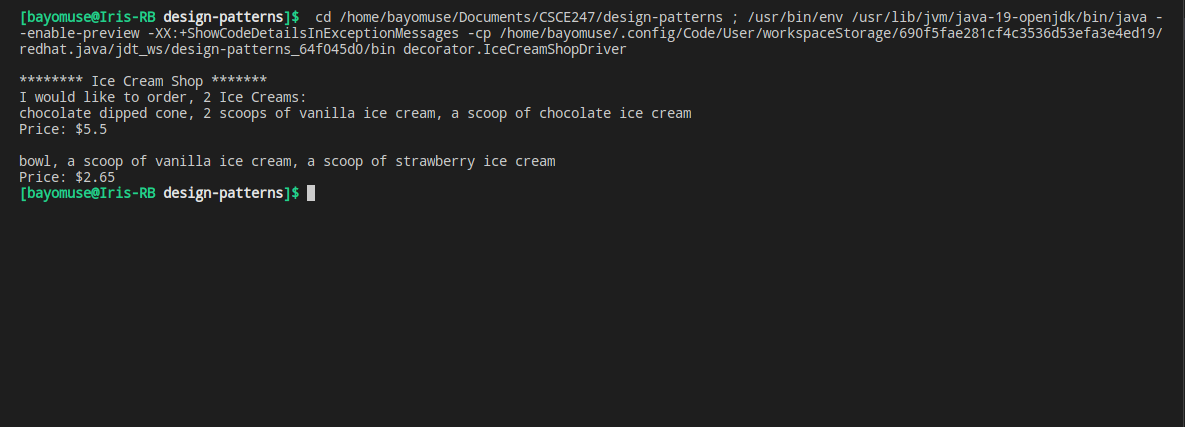 [bayomuse@Iris-RB design-patterns]$  cd /home/bayomuse/Documents/CSCE247/design-patterns ; /usr/bin/env /usr/lib/jvm/java-19-openjdk/bin/java -
-enable-preview -XX:+ShowCodeDetailsInExceptionMessages -cp /home/bayomuse/.config/Code/User/workspaceStorage/690f5fae281cf4c3536d53efa3e4ed19/
redhat.java/jdt_ws/design-patterns_64f045d0/bin decorator.IceCreamShopDriver
******** Ice Cream Shop *******
I would like to order, 2 Ice Creams:
chocolate dipped cone, 2 scoops of vanilla ice cream, a scoop of chocolate ice cream
Price: $5.5
bowl, a scoop of vanilla ice cream, a scoop of strawberry ice cream
Price: $2.65
[bayomuse@Iris-RB design-patterns]$